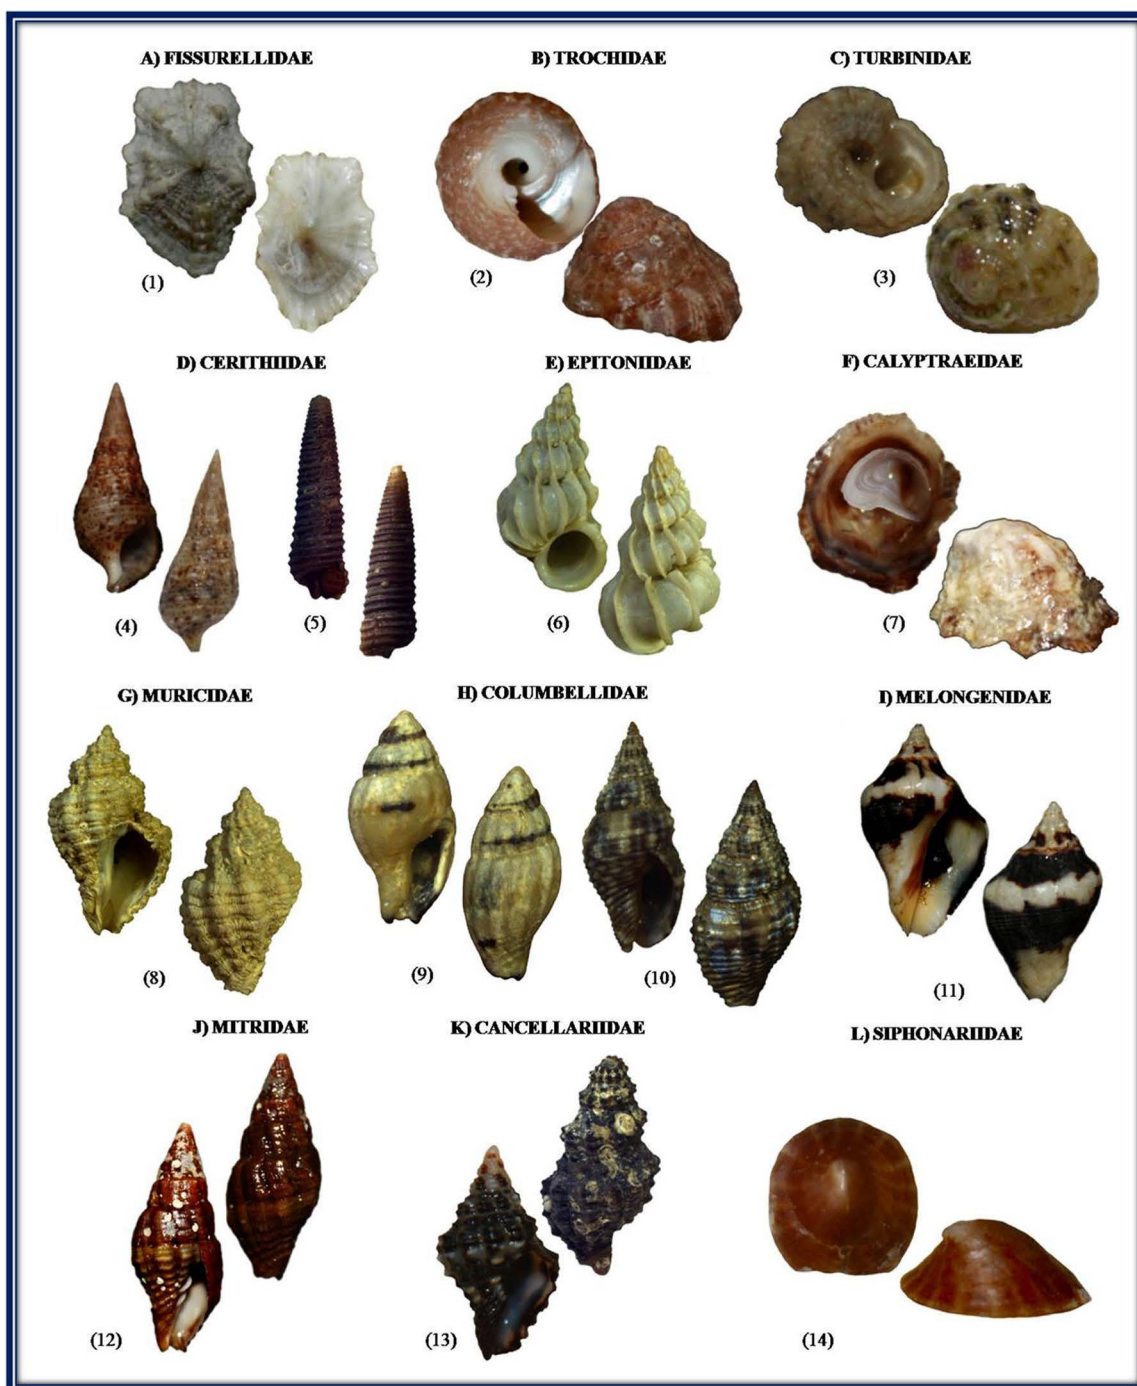 A) FISSURELLIDAE
B) TROCHIDAE
C) TURBINIDAE
(1)
(2)
(3)
D) CERITHIIDAE
E) EPITONIIDAE
F) CALYPTRAEIDAE
(4)
(5)
(6)
(7)
G) MURICIDAE
H) COLUMBELLIDAE
I) MELONGENIDAE
(8)
(9)
(10)
(11)
J) MITRIDAE
K) CANCELLARIIDAE
L) SIPHONARIIDAE
(12)
(13)
(14)